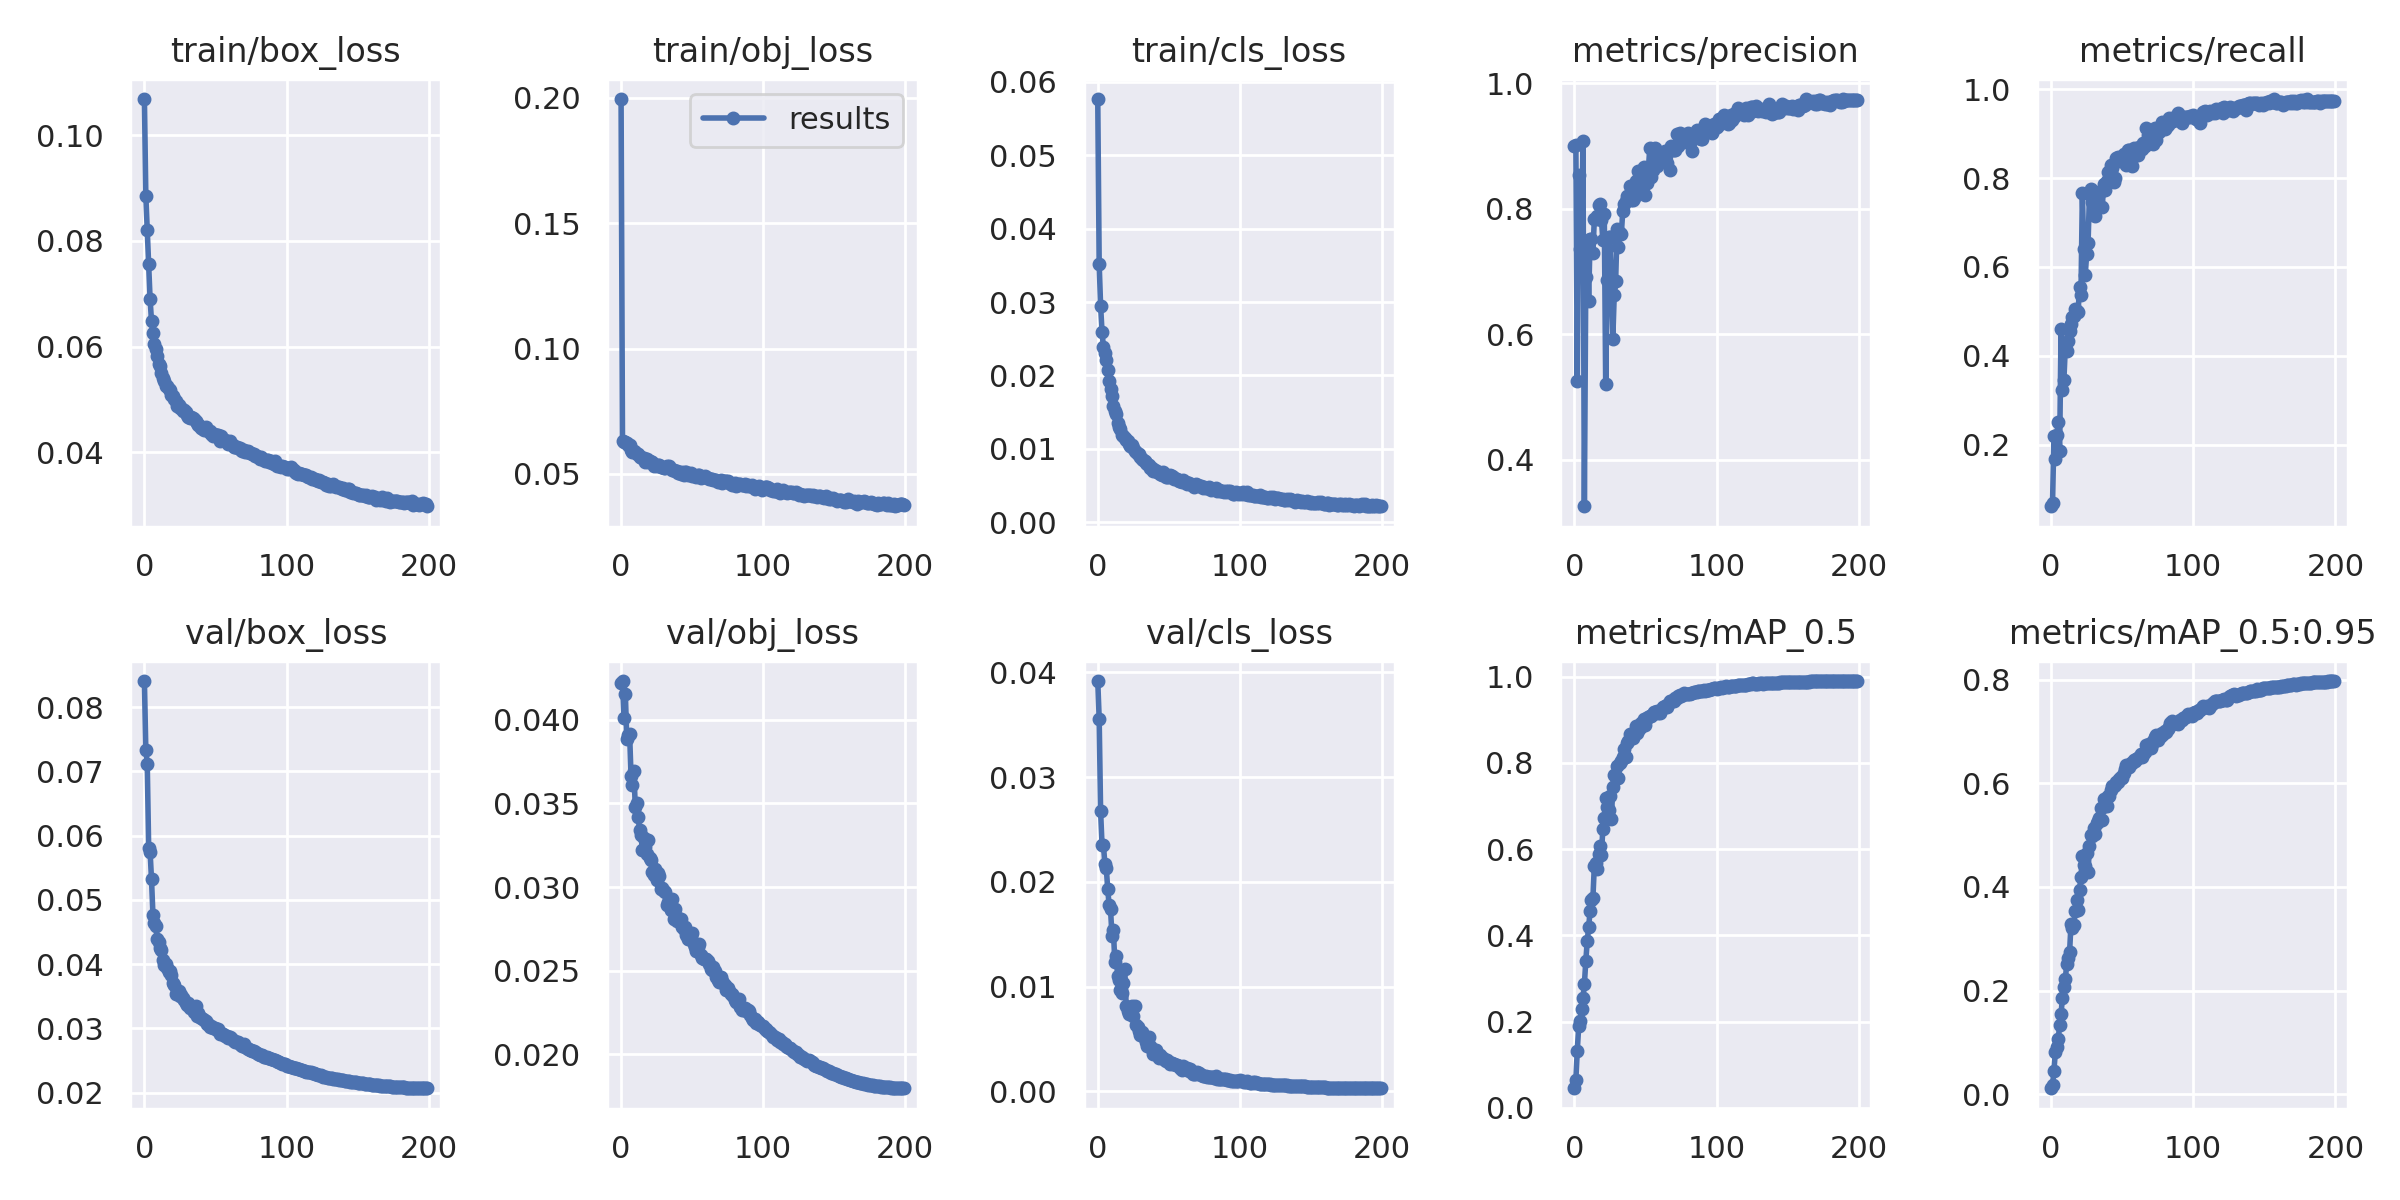 train/box_loss
0.10
0.08
0.06
0.04
0 100 200
train/obj_loss
results
0.20
0.15
0.10
0.05
0 100 200
train/cls_loss
0.06
0.05
0.04
0.03
0.02
0.01
0.00
0 100 200
metrics/precision
1.0
0.8
0.6
0.4
0 100 200
metrics/recall
1.0
0.8
0.6
0.4
0.2
0 100 200
val/box_loss
0.08
0.07
0.06
0.05
0.04
0.03
0.02
0 100 200
val/obj_loss
0.040
0.035
0.030
0.025
0.020
0 100 200
val/cls_loss
0.04
0.03
0.02
0.01
0.00
0 100 200
metrics/mAP_0.5
1.0
0.8
0.6
0.4
0.2
0.0
0 100 200
metrics/mAP_0.5:0.95
0.8
0.6
0.4
0.2
0.0
0 100 200